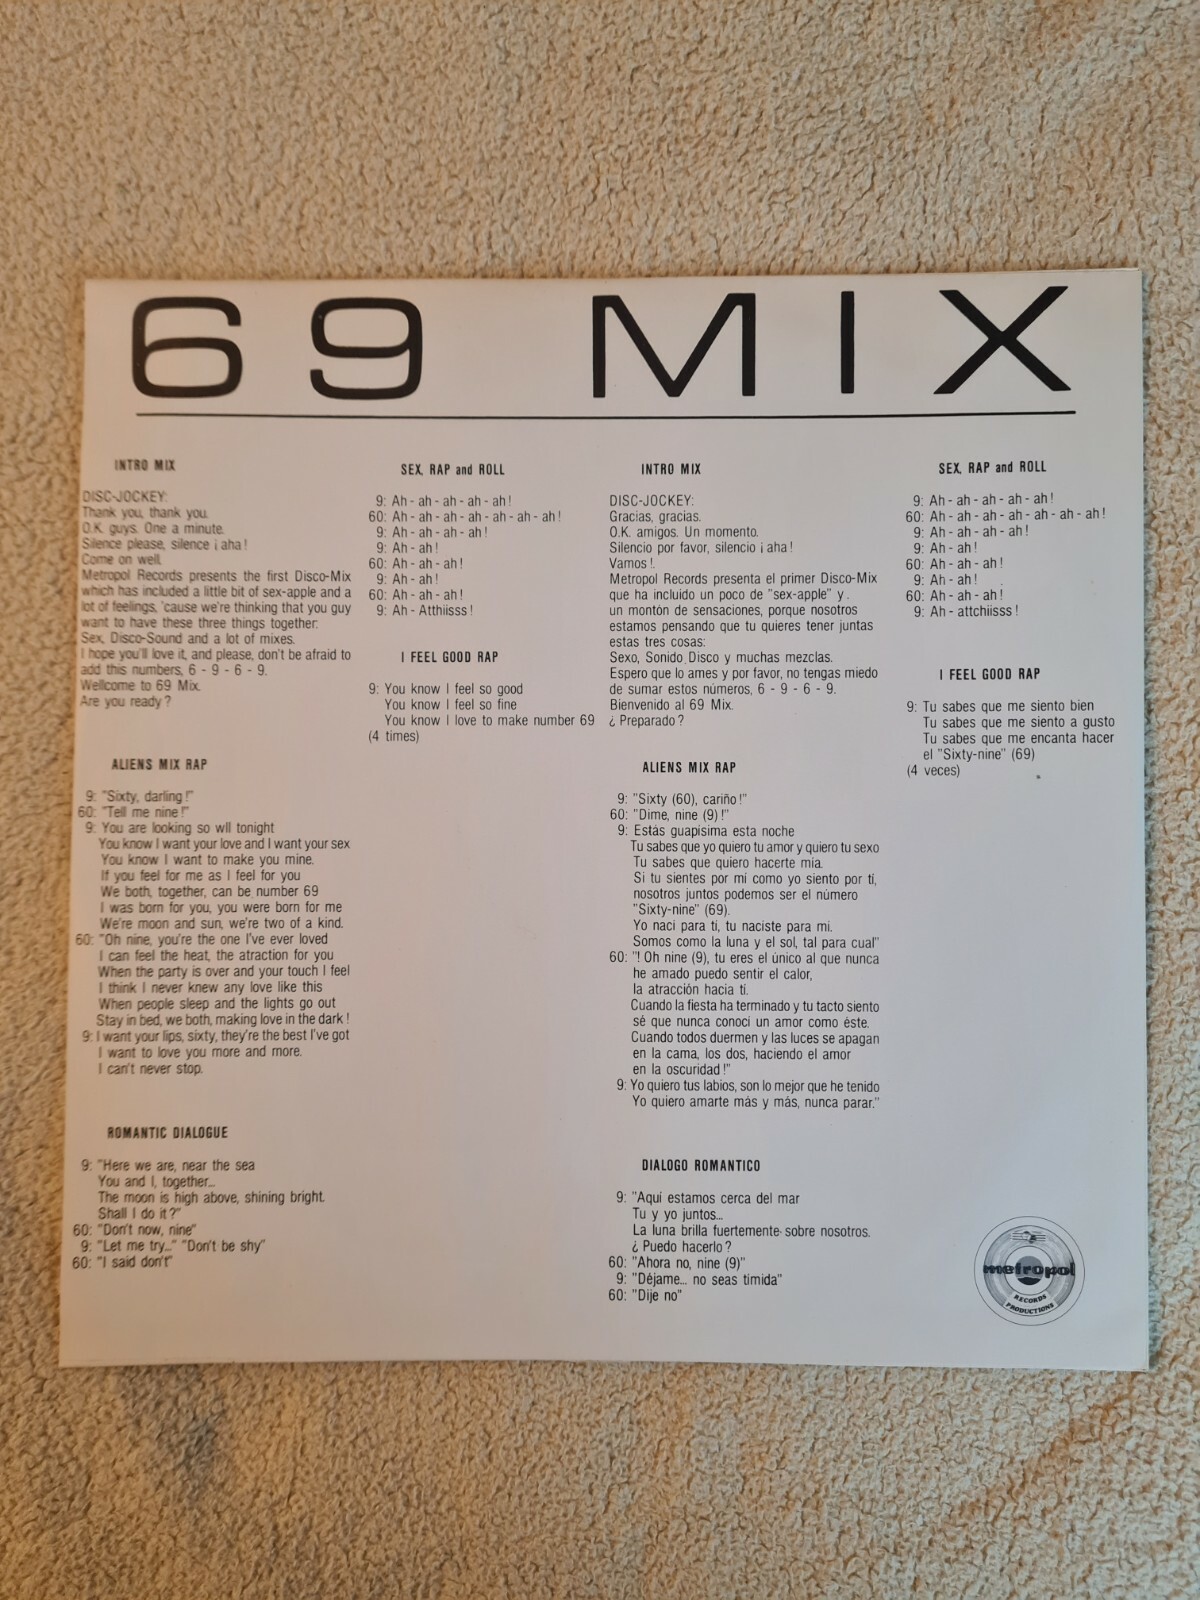 69 MIX
INTRO MIX
DISC-JOCKEY:
Thank you, thank you.
O.K. guys. One a minute.
Silence please, silence ¡ aha !
Come on well.
Metropol Records presents the first Disco-Mix
which has included a little bit of sex-apple and a
lot of feelings, 'cause we're thinking that you guy
want to have these three things together:
Sex, Disco-Sound and a lot of mixes.
I hope you'll love it, and please, don't be afraid to
add this numbers, 6 - 9 - 6 - 9.
Wellcome to 69 Mix.
Are you ready ?
ALIENS MIX RAP
9: "Sixty, darling !"
60: "Tell me nine !"
9: You are looking so wll tonight
You know I want your love and I want your sex
You know I want to make you mine.
If you feel for me as I feel for you
We both, together, can be number 69
I was born for you, you were born for me
We're moon and sun, we're two of a kind.
60: "Oh nine, you're the one I've ever loved
I can feel the heat, the atraction for you
When the party is over and your touch I feel
I think I never knew any love like this
When people sleep and the lights go out
Stay in bed, we both, making love in the dark !
9: I want your lips, sixty, they're the best I've got
I want to love you more and more.
I can't never stop.
ROMANTIC DIALOGUE
9: "Here we are, near the sea
You and I, together...
The moon is high above, shining bright.
Shall I do it ?"
60: "Don't now, nine"
9: "Let me try..." "Don't be shy"
60: "I said don't"
SEX, RAP and ROLL
9: Ah - ah - ah - ah - ah !
60: Ah - ah - ah - ah - ah - ah - ah !
9: Ah - ah - ah - ah !
9: Ah - ah !
60: Ah - ah - ah !
9: Ah - ah !
60: Ah - ah - ah !
9: Ah - Atthiisss !
I FEEL GOOD RAP
9: You know I feel so good
You know I feel so fine
You know I love to make number 69
(4 times)
INTRO MIX
DISC-JOCKEY:
Gracias, gracias.
O.K. amigos. Un momento.
Silencio por favor, silencio ¡ aha !
Vamos !.
Metropol Records presenta el primer Disco-Mix
que ha incluido un poco de "sex-apple" y .
un montón de sensaciones, porque nosotros
estamos pensando que tu quieres tener juntas
estas tres cosas:
Sexo, Sonido Disco y muchas mezclas.
Espero que lo ames y por favor, no tengas miedo
de sumar estos números, 6 - 9 - 6 - 9.
Bienvenido al 69 Mix.
¿ Preparado ?
ALIENS MIX RAP
9: "Sixty (60), cariño !"
60: "Dime, nine (9) !"
9: Estás guapísima esta noche
Tu sabes que yo quiero tu amor y quiero tu sexo
Tu sabes que quiero hacerte mía.
Si tu sientes por mí como yo siento por tí,
nosotros juntos podemos ser el número
"Sixty-nine" (69).
Yo nací para tí, tu naciste para mi.
Somos como la luna y el sol, tal para cual"
60: "! Oh nine (9), tu eres el único al que nunca
he amado puedo sentir el calor,
la atracción hacia tí.
Cuando la fiesta ha terminado y tu tacto siento
sé que nunca conocí un amor como éste.
Cuando todos duermen y las luces se apagan
en la cama, los dos, haciendo el amor
en la oscuridad !"
9: Yo quiero tus labios, son lo mejor que he tenido
Yo quiero amarte más y más, nunca parar."
DIALOGO ROMANTICO
9: "Aquí estamos cerca del mar
Tu y yo juntos...
La luna brilla fuertemente sobre nosotros.
¿ Puedo hacerlo ?
60: "Ahora no, nine (9)"
9: "Déjame... no seas timida"
60: "Dije no"
SEX, RAP and ROLL
9: Ah - ah - ah - ah - ah !
60: Ah - ah - ah - ah - ah - ah - ah !
9: Ah - ah - ah - ah !
9: Ah - ah !
60: Ah - ah - ah !
9: Ah - ah !
60: Ah - ah - ah !
9: Ah - attchiisss !
I FEEL GOOD RAP
9: Tu sabes que me siento bien
Tu sabes que me siento a gusto
Tu sabes que me encanta hacer
el "Sixty-nine" (69)
(4 veces)
metropol
RECORDS
PRODUCTIONS